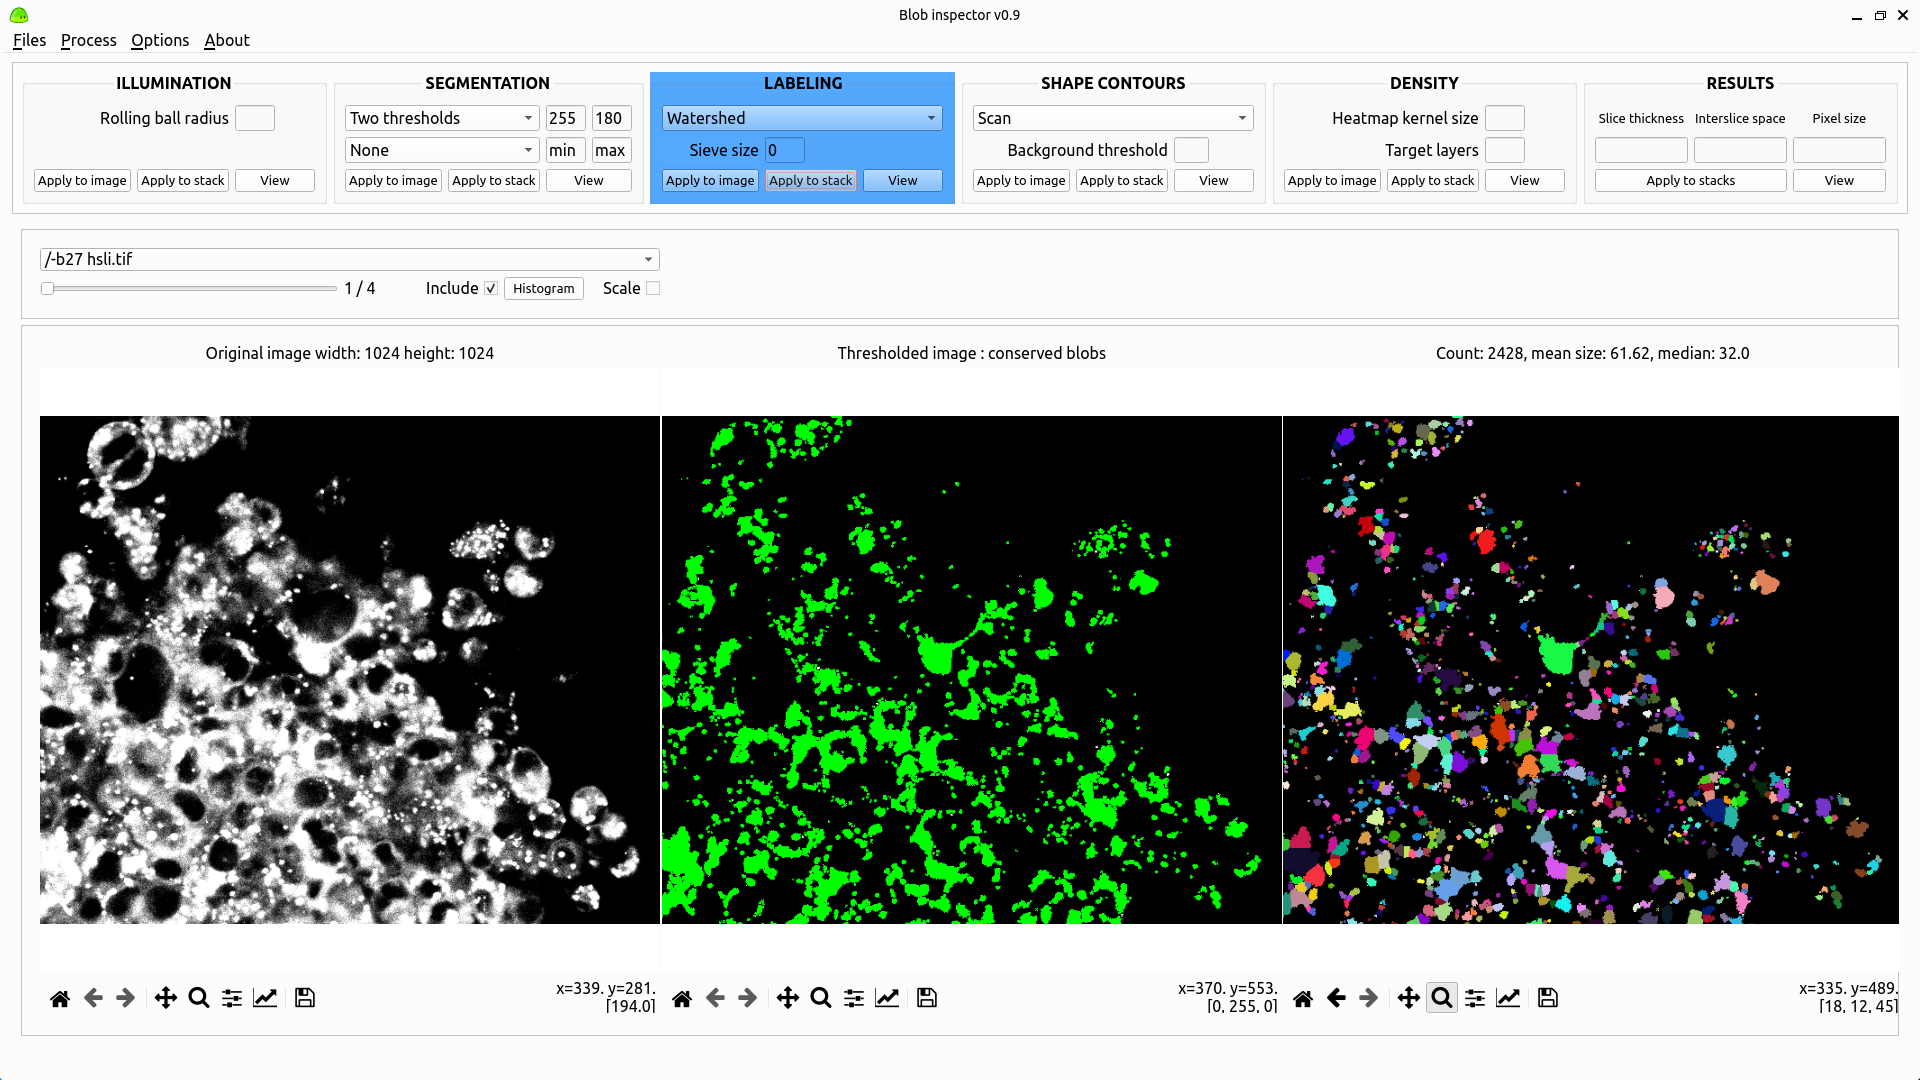 Blob inspector v0.9
Files Process Options About
ILLUMINATION
Rolling ball radius
Apply to image Apply to stack View
SEGMENTATION
Two thresholds 255 180
None min max
Apply to image Apply to stack View
LABELING
Watershed
Sieve size 0
Apply to image Apply to stack View
SHAPE CONTOURS
Scan
Background threshold
Apply to image Apply to stack View
DENSITY
Heatmap kernel size
Target layers
Apply to image Apply to stack View
RESULTS
Slice thickness Interslice space Pixel size
Apply to stacks View
/-b27 hsli.tif
1 / 4 Include Histogram Scale
Original image width: 1024 height: 1024
Thresholded image : conserved blobs
Count: 2428, mean size: 61.62, median: 32.0
x=339. y=281.
[194.0]
x=370. y=553.
[0, 255, 0]
x=335. y=489.
[18, 12, 45]